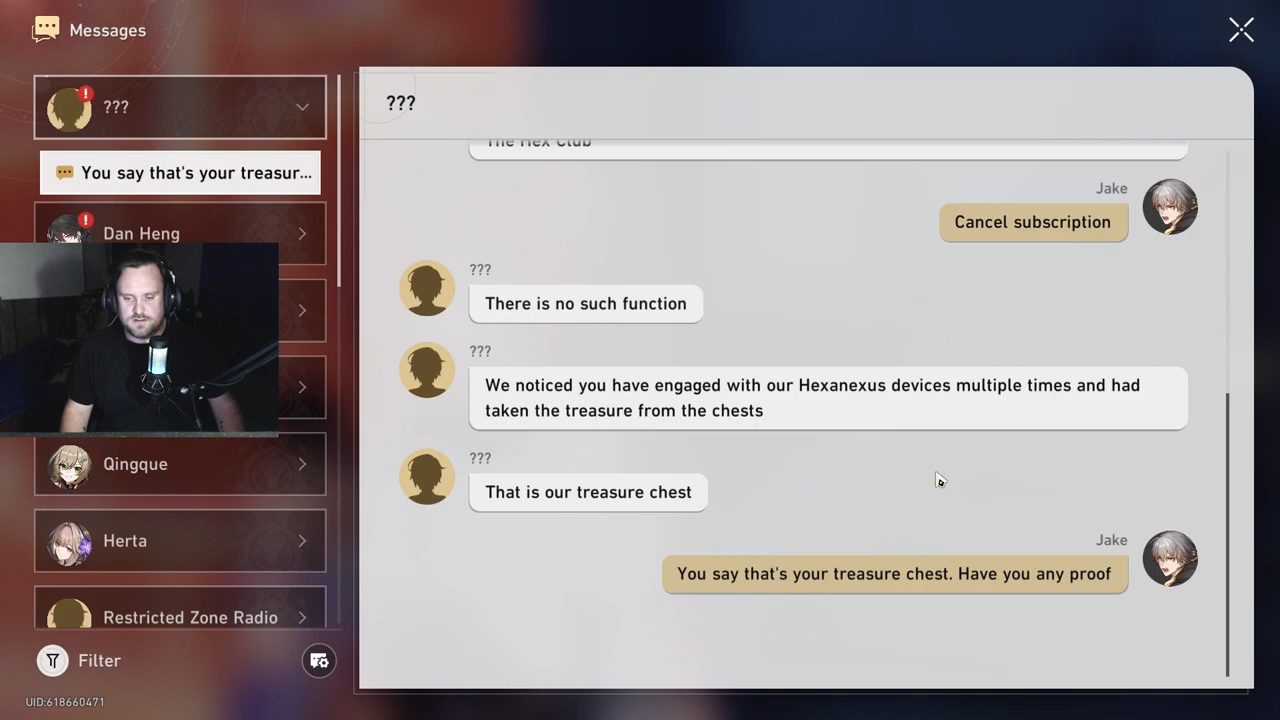 Messages
???
You say that's your treasur...
Dan Heng
Qingque
Herta
Restricted Zone Radio
Filter
UID:618660471
???
The Hex Club
Jake
Cancel subscription
???
There is no such function
???
We noticed you have engaged with our Hexanexus devices multiple times and had
taken the treasure from the chests
???
That is our treasure chest
Jake
You say that's your treasure chest. Have you any proof